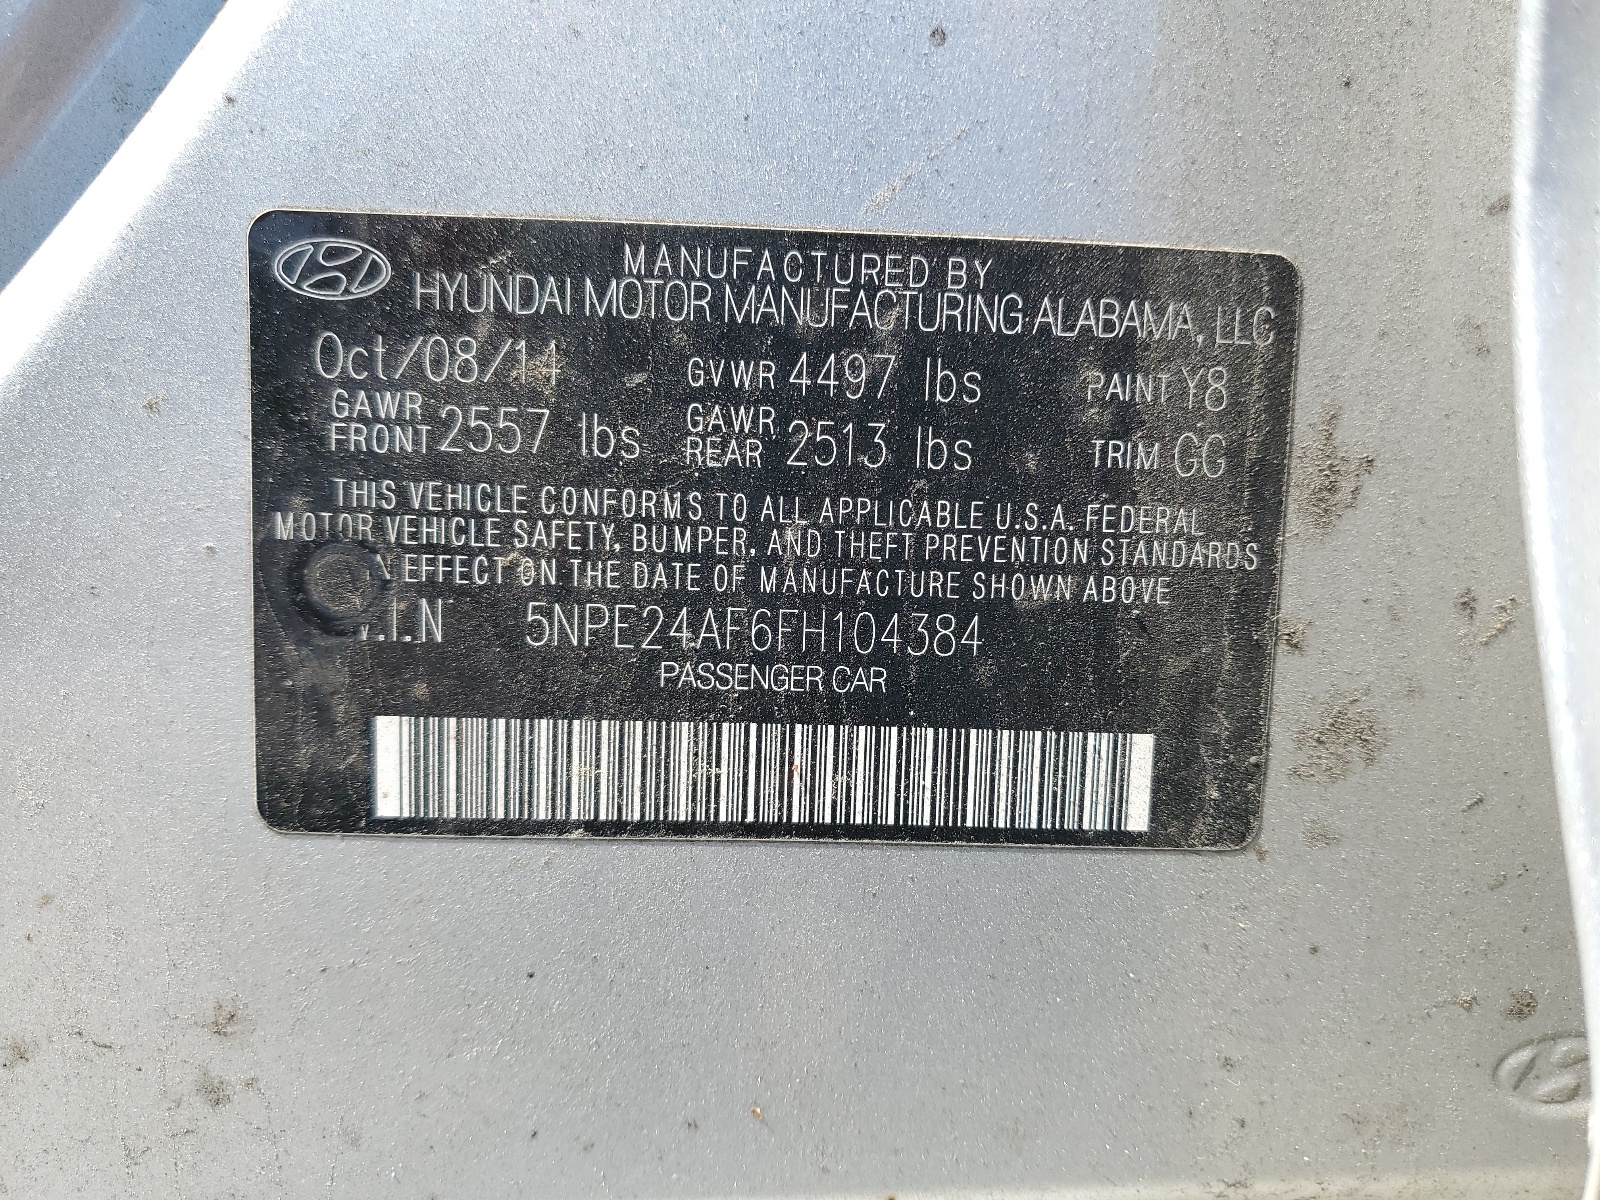 MANUFACTURED BY
HYUNDAI MOTOR MANUFACTURING ALABAMA, LLC
Oct/08/14 GVWR 4497 lbs PAINT Y8
GAWR FRONT 2557 lbs GAWR REAR 2513 lbs TRIM GG
THIS VEHICLE CONFORMS TO ALL APPLICABLE U.S.A. FEDERAL
MOTOR VEHICLE SAFETY, BUMPER, AND THEFT PREVENTION STANDARDS
IN EFFECT ON THE DATE OF MANUFACTURE SHOWN ABOVE
V.I.N 5NPE24AF6FH104384
PASSENGER CAR